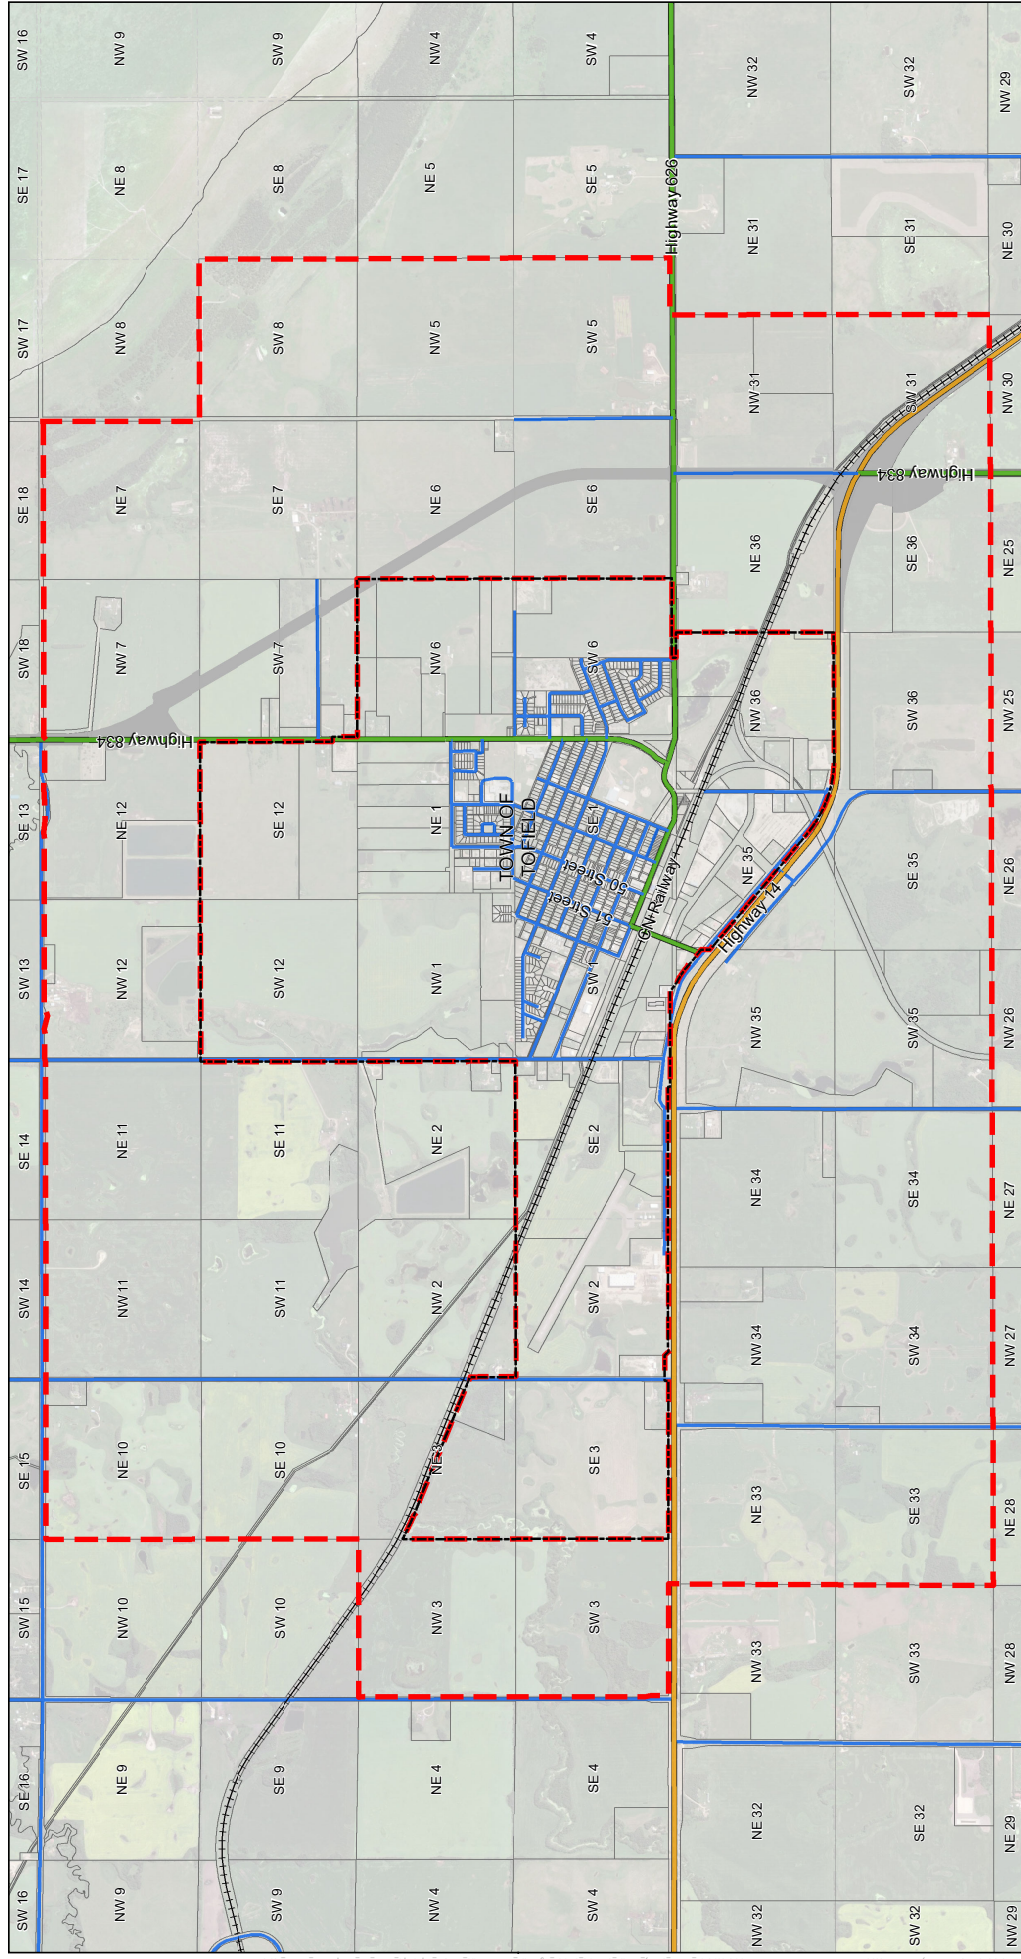 SW 16
SE 16
SW 15
SE 15
SW 14
SE 14
SW 13
SE 13
SW 18
SE 18
SW 17
SE 17
SW 16
NW 9
NE 9
NW 10
NE 10
NW 11
NE 11
NW 12
NE 12
NW 7
NE 7
NW 8
NE 8
NW 9
Highway 834
SW 9
SE 9
SW 10
SE 10
SW 11
SE 11
SW 12
SE 12
SW 7
SE 7
SW 8
SE 8
SW 9
NW 4
NE 4
NW 3
NE 3
NW 2
NE 2
NW 1
NE 1
NW 6
NE 6
NW 5
NE 5
NW 4
TOWN OF
TOFIELD
SW 4
SE 4
SW 3
SE 3
SW 2
SE 2
SW 1
51 Street
50 Street
SE 1
SW 6
SE 6
SW 5
SE 5
SW 4
CN Railway
Highway 626
Highway 14
NW 32
NE 32
NW 33
NE 33
NW 34
NE 34
NW 35
NE 35
NW 36
NE 36
NW 31
NE 31
NW 32
SW 32
SE 32
SW 33
SE 33
SW 34
SE 34
SW 35
SE 35
SW 36
SE 36
SW 31
SE 31
SW 32
Highway 834
NW 29
NE 29
NW 28
NE 28
NW 27
NE 27
NW 26
NE 26
NW 25
NE 25
NW 30
NE 30
NW 29